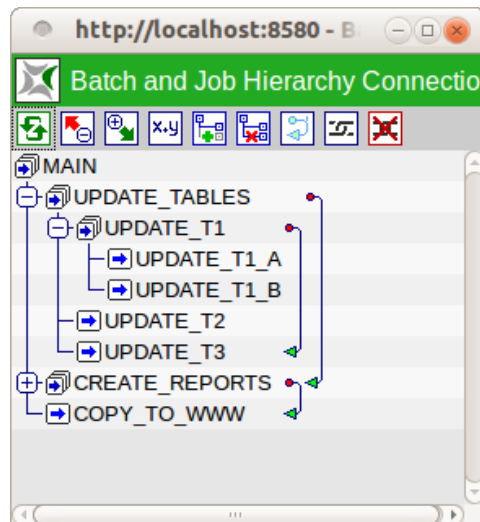 http://localhost:8580 - B
Batch and Job Hierarchy Connectio
x+y
MAIN
UPDATE_TABLES
UPDATE_T1
UPDATE_T1_A
UPDATE_T1_B
UPDATE_T2
UPDATE_T3
CREATE_REPORTS
COPY_TO_WWW